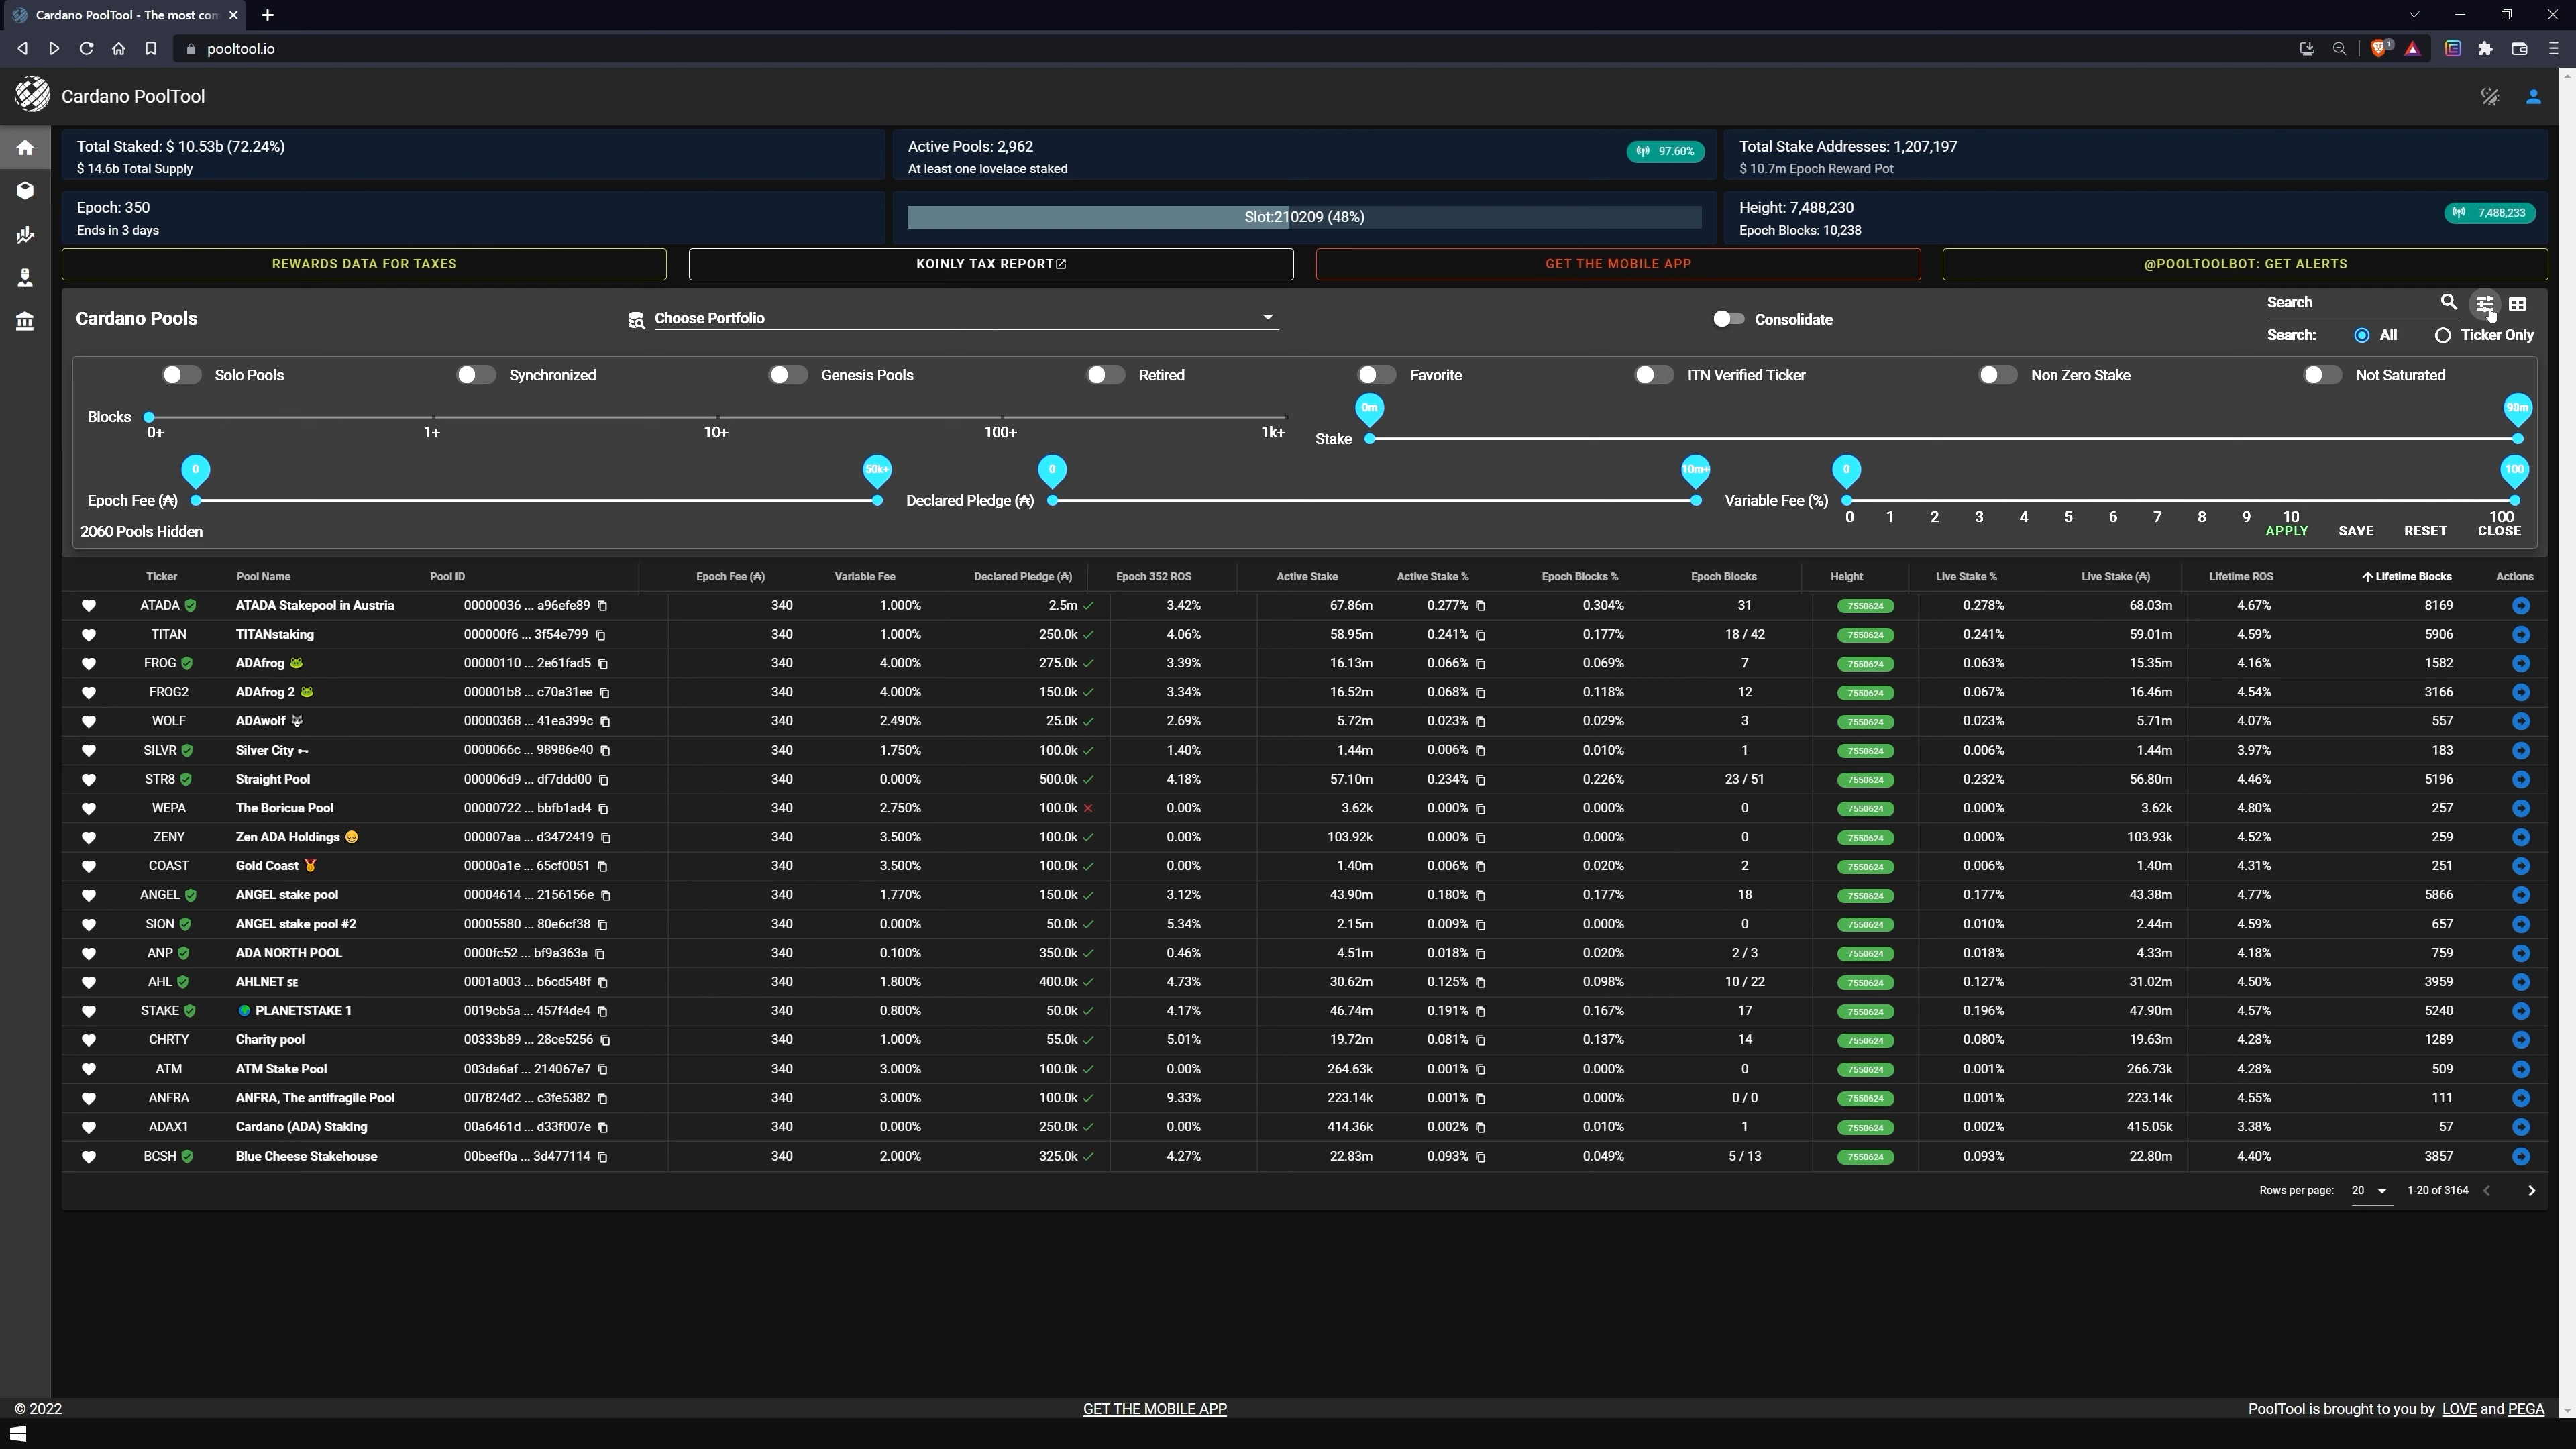 Cardano PoolTool - The most con
pooltool.io
1
Cardano PoolTool
Total Staked: $ 10.53b (72.24%)
$ 14.6b Total Supply
Active Pools: 2,962
At least one lovelace staked
97.60%
Total Stake Addresses: 1,207,197
$ 10.7m Epoch Reward Pot
Epoch: 350
Ends in 3 days
Slot:210209 (48%)
Height: 7,488,230
Epoch Blocks: 10,238
7,488,233
REWARDS DATA FOR TAXES
KOINLY TAX REPORT
GET THE MOBILE APP
@POOLTOOLBOT: GET ALERTS
Cardano Pools
Choose Portfolio
Consolidate
Search
Search: All Ticker Only
Solo Pools Synchronized Genesis Pools Retired Favorite ITN Verified Ticker Non Zero Stake Not Saturated
Blocks
0+ 1+ 10+ 100+ 1k+
0m 90m
Stake
0 50k+
Epoch Fee (₳)
0 10m+
Declared Pledge (₳)
0 100
Variable Fee (%)
0 1 2 3 4 5 6 7 8 9 10 100
2060 Pools Hidden
APPLY SAVE RESET CLOSE
Ticker Pool Name Pool ID Epoch Fee (₳) Variable Fee Declared Pledge (₳) Epoch 352 ROS Active Stake Active Stake % Epoch Blocks % Epoch Blocks Height Live Stake % Live Stake (₳) Lifetime ROS Lifetime Blocks Actions
ATADA ATADA Stakepool in Austria 00000036 ... a96efe89 340 1.000% 2.5m 3.42% 67.86m 0.277% 0.304% 31 7550624 0.278% 68.03m 4.67% 8169
TITAN TITANstaking 000000f6 ... 3f54e799 340 1.000% 250.0k 4.06% 58.95m 0.241% 0.177% 18 / 42 7550624 0.241% 59.01m 4.59% 5906
FROG ADAfrog 🐸 00000110 ... 2e61fad5 340 4.000% 275.0k 3.39% 16.13m 0.066% 0.069% 7 7550624 0.063% 15.35m 4.16% 1582
FROG2 ADAfrog 2 🐸 000001b8 ... c70a31ee 340 4.000% 150.0k 3.34% 16.52m 0.068% 0.118% 12 7550624 0.067% 16.46m 4.54% 3166
WOLF ADAwolf 🐺 00000368 ... 41ea399c 340 2.490% 25.0k 2.69% 5.72m 0.023% 0.029% 3 7550624 0.023% 5.71m 4.07% 557
SILVR Silver City 0000066c ... 98986e40 340 1.750% 100.0k 1.40% 1.44m 0.006% 0.010% 1 7550624 0.006% 1.44m 3.97% 183
STR8 Straight Pool 000006d9 ... df7ddd00 340 0.000% 500.0k 4.18% 57.10m 0.234% 0.226% 23 / 51 7550624 0.232% 56.80m 4.46% 5196
WEPA The Boricua Pool 00000722 ... bbfb1ad4 340 2.750% 100.0k 0.00% 3.62k 0.000% 0.000% 0 7550624 0.000% 3.62k 4.80% 257
ZENY Zen ADA Holdings 000007aa ... d3472419 340 3.500% 100.0k 0.00% 103.92k 0.000% 0.000% 0 7550624 0.000% 103.93k 4.52% 259
COAST Gold Coast 🏅 00000a1e ... 65cf0051 340 3.500% 100.0k 0.00% 1.40m 0.006% 0.020% 2 7550624 0.006% 1.40m 4.31% 251
ANGEL ANGEL stake pool 00004614 ... 2156156e 340 1.770% 150.0k 3.12% 43.90m 0.180% 0.177% 18 7550624 0.177% 43.38m 4.77% 5866
SION ANGEL stake pool #2 00005580 ... 80e6cf38 340 0.000% 50.0k 5.34% 2.15m 0.009% 0.000% 0 7550624 0.010% 2.44m 4.59% 657
ANP ADA NORTH POOL 0000fc52 ... bf9a363a 340 0.100% 350.0k 0.46% 4.51m 0.018% 0.020% 2 / 3 7550624 0.018% 4.33m 4.18% 759
AHL AHLNET SE 0001a003 ... b6cd548f 340 1.800% 400.0k 4.73% 30.62m 0.125% 0.098% 10 / 22 7550624 0.127% 31.02m 4.50% 3959
STAKE 🌍 PLANETSTAKE 1 0019cb5a ... 457f4de4 340 0.800% 50.0k 4.17% 46.74m 0.191% 0.167% 17 7550624 0.196% 47.90m 4.57% 5240
CHRTY Charity pool 00333b89 ... 28ce5256 340 1.000% 55.0k 5.01% 19.72m 0.081% 0.137% 14 7550624 0.080% 19.63m 4.28% 1289
ATM ATM Stake Pool 003da6af ... 214067e7 340 3.000% 100.0k 0.00% 264.63k 0.001% 0.000% 0 7550624 0.001% 266.73k 4.28% 509
ANFRA ANFRA, The antifragile Pool 007824d2 ... c3fe5382 340 3.000% 100.0k 9.33% 223.14k 0.001% 0.000% 0 / 0 7550624 0.001% 223.14k 4.55% 111
ADAX1 Cardano (ADA) Staking 00a6461d ... d33f007e 340 0.000% 250.0k 0.00% 414.36k 0.002% 0.010% 1 7550624 0.002% 415.05k 3.38% 57
BCSH Blue Cheese Stakehouse 00beef0a ... 3d477114 340 2.000% 325.0k 4.27% 22.83m 0.093% 0.049% 5 / 13 7550624 0.093% 22.80m 4.40% 3857
Rows per page: 20 1-20 of 3164
© 2022
GET THE MOBILE APP
PoolTool is brought to you by LOVE and PEGA